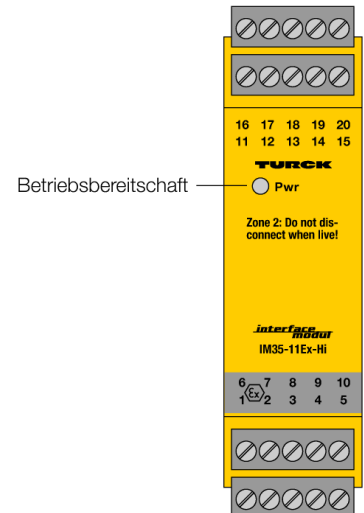 16 17 18 19 20
11 12 13 14 15
TURCK
Betriebsbereitschaft
Pwr
Zone 2: Do not dis-
connect when live!
interface
modul
IM35-11Ex-Hi
6 7 8 9 10
1 Ex 2 3 4 5